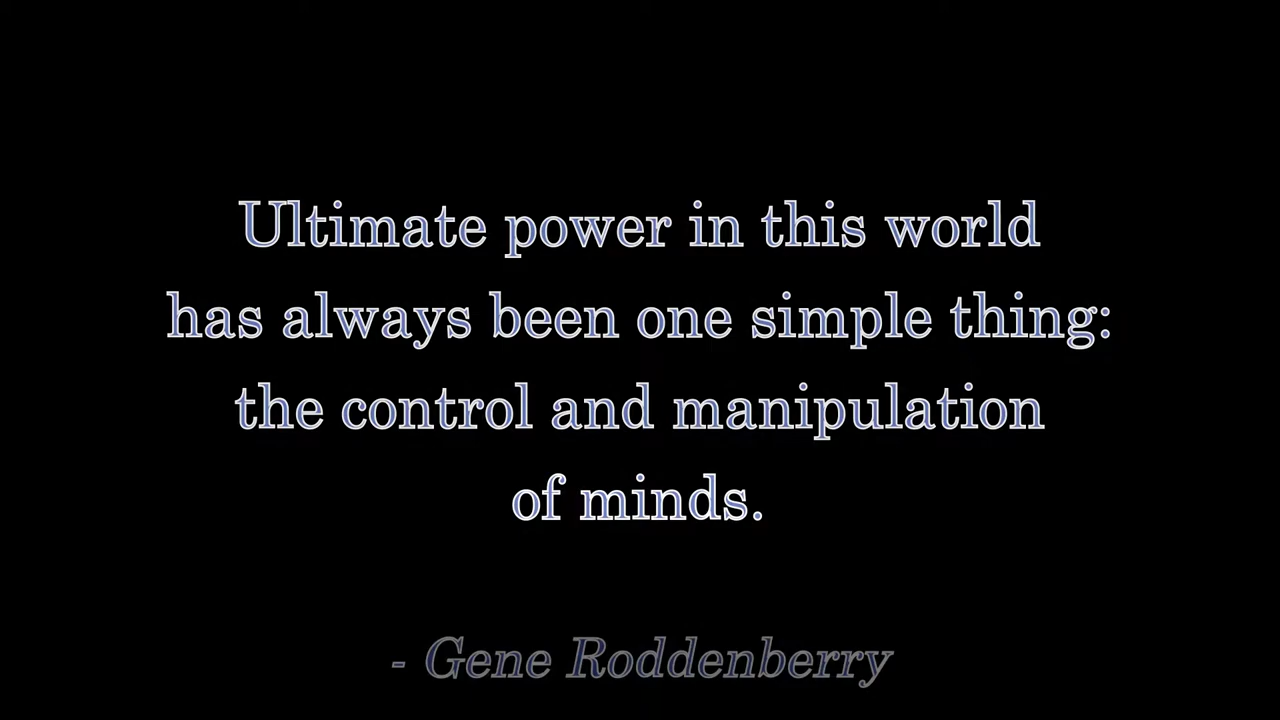 Ultimate power in this world
has always been one simple thing:
the control and manipulation
of minds.
- Gene Roddenberry